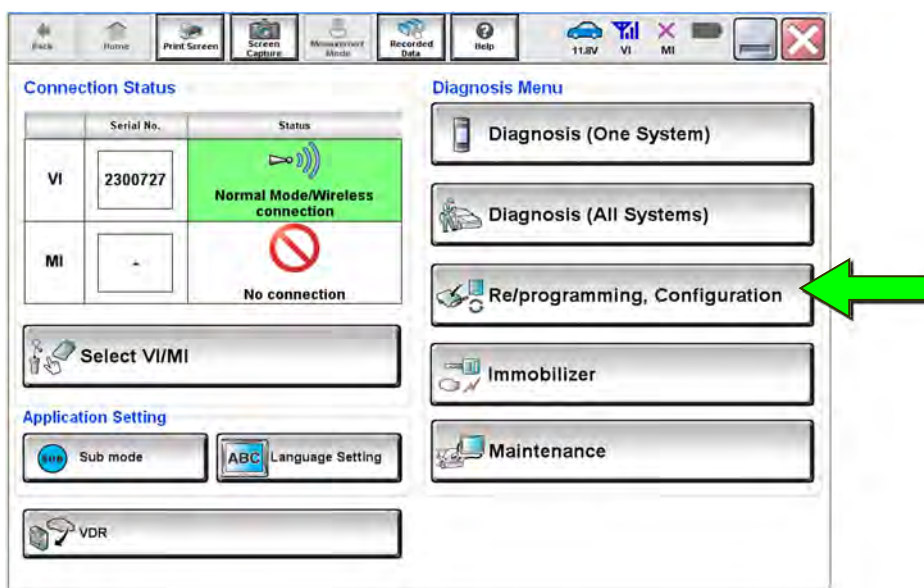 Back
Home
Print Screen
Screen
Capture
Measurement
Mode
Recorded
Data
Help
11.8V
VI
MI
Connection Status
Serial No.
Status
VI
2300727
Normal Mode/Wireless
connection
MI
-
No connection
Select VI/MI
Application Setting
SUB
Sub mode
ABC
Language Setting
VDR
Diagnosis Menu
Diagnosis (One System)
Diagnosis (All Systems)
Re/programming, Configuration
Immobilizer
Maintenance